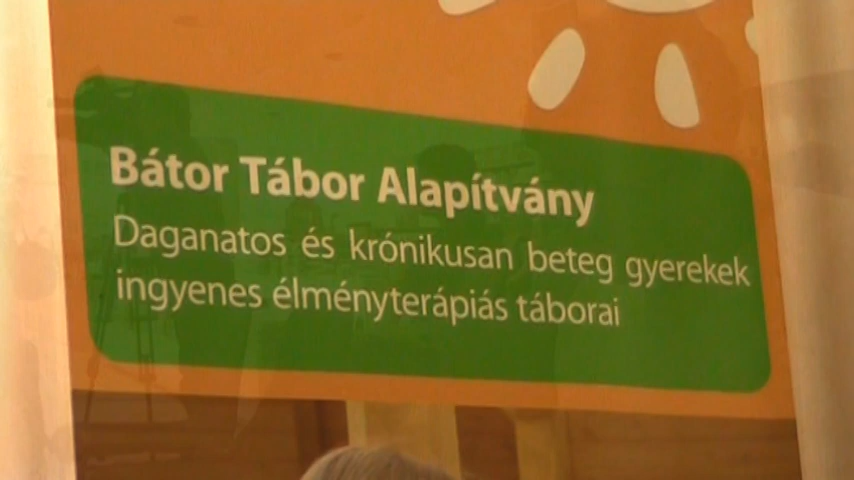 Bátor Tábor Alapítvány
Daganatos és krónikusan beteg gyerekek
ingyenes élményterápiás táborai